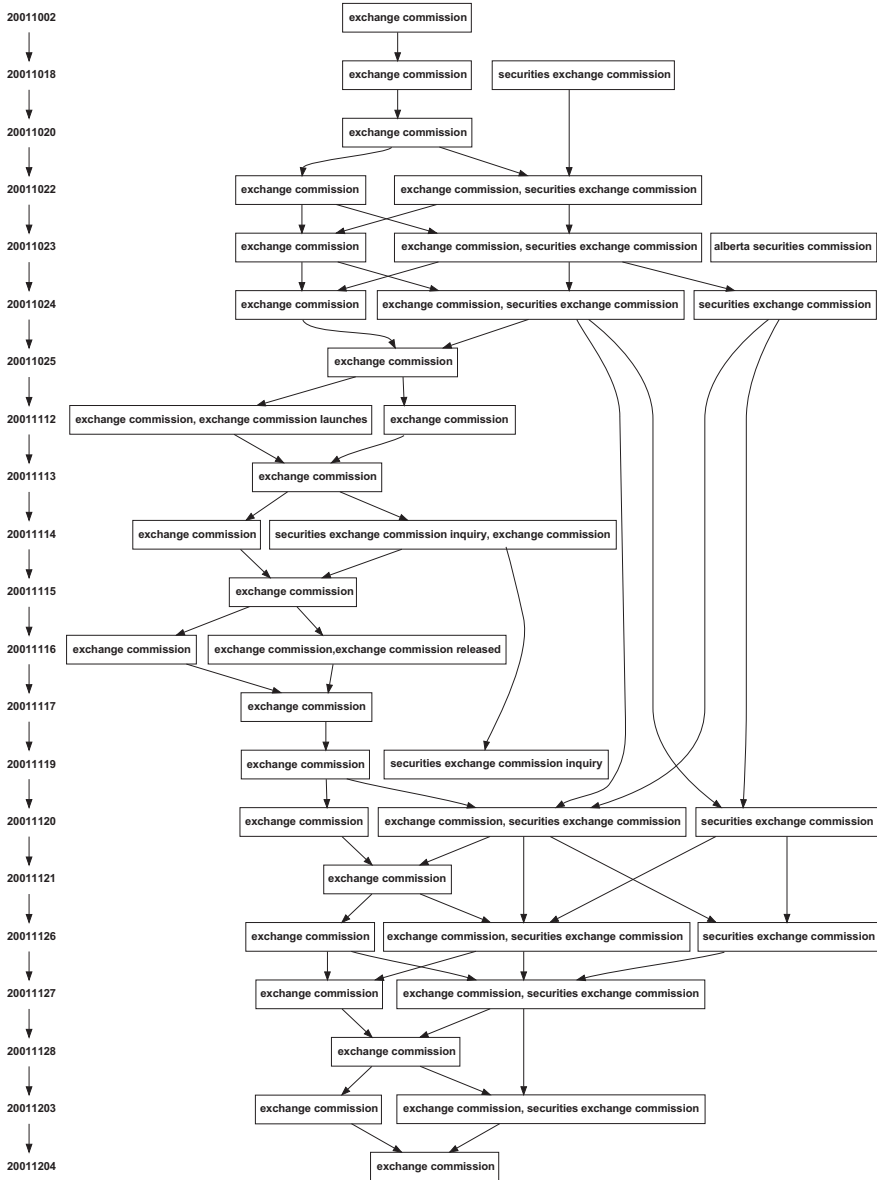 20011002
exchange commission
20011018
exchange commission
securities exchange commission
20011020
exchange commission
20011022
exchange commission
exchange commission, securities exchange commission
20011023
exchange commission
exchange commission, securities exchange commission
alberta securities commission
20011024
exchange commission
exchange commission, securities exchange commission
securities exchange commission
20011025
exchange commission
20011112
exchange commission, exchange commission launches
exchange commission
20011113
exchange commission
20011114
exchange commission
securities exchange commission inquiry, exchange commission
20011115
exchange commission
20011116
exchange commission
exchange commission,exchange commission released
20011117
exchange commission
20011119
exchange commission
securities exchange commission inquiry
20011120
exchange commission
exchange commission, securities exchange commission
securities exchange commission
20011121
exchange commission
20011126
exchange commission
exchange commission, securities exchange commission
securities exchange commission
20011127
exchange commission
exchange commission, securities exchange commission
20011128
exchange commission
20011203
exchange commission
exchange commission, securities exchange commission
20011204
exchange commission